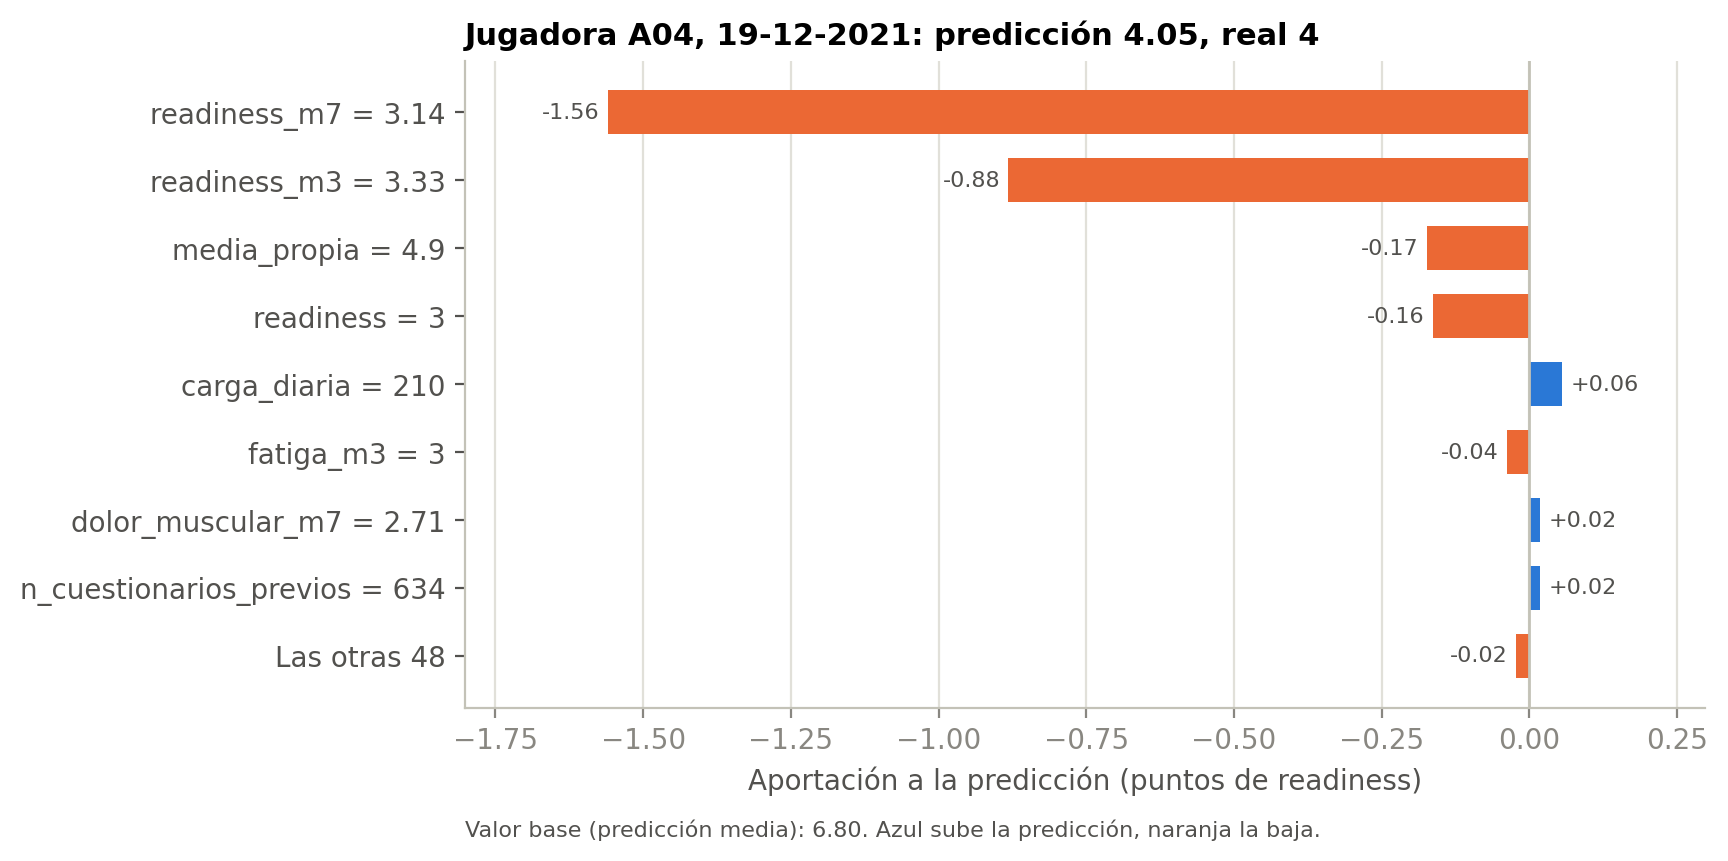 Jugadora A04, 19-12-2021: predicción 4.05, real 4
readiness_m7 = 3.14
-1.56
readiness_m3 = 3.33
-0.88
media_propia = 4.9
-0.17
readiness = 3
-0.16
carga_diaria = 210
+0.06
fatiga_m3 = 3
-0.04
dolor_muscular_m7 = 2.71
+0.02
n_cuestionarios_previos = 634
+0.02
Las otras 48
-0.02
−1.75 −1.50 −1.25 −1.00 −0.75 −0.50 −0.25 0.00 0.25
Aportación a la predicción (puntos de readiness)
Valor base (predicción media): 6.80. Azul sube la predicción, naranja la baja.